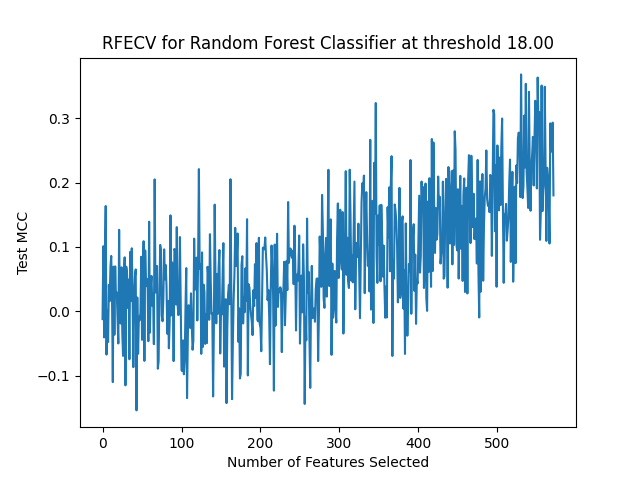 RFECV for Random Forest Classifier at threshold 18.00
0.3
0.2
0.1
0.0
−0.1
Test MCC
0 100 200 300 400 500
Number of Features Selected